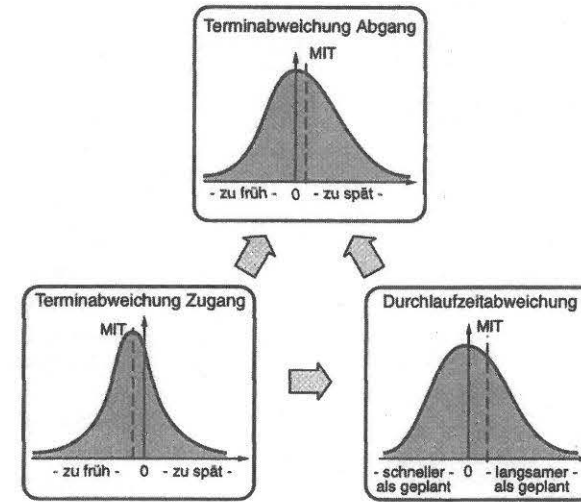 Terminabweichung Abgang
MIT
- zu früh - 0 - zu spät -
Terminabweichung Zugang
MIT
- zu früh - 0 - zu spät -
Durchlaufzeitabweichung
MIT
- schneller 0 - langsamer -
als geplant als geplant